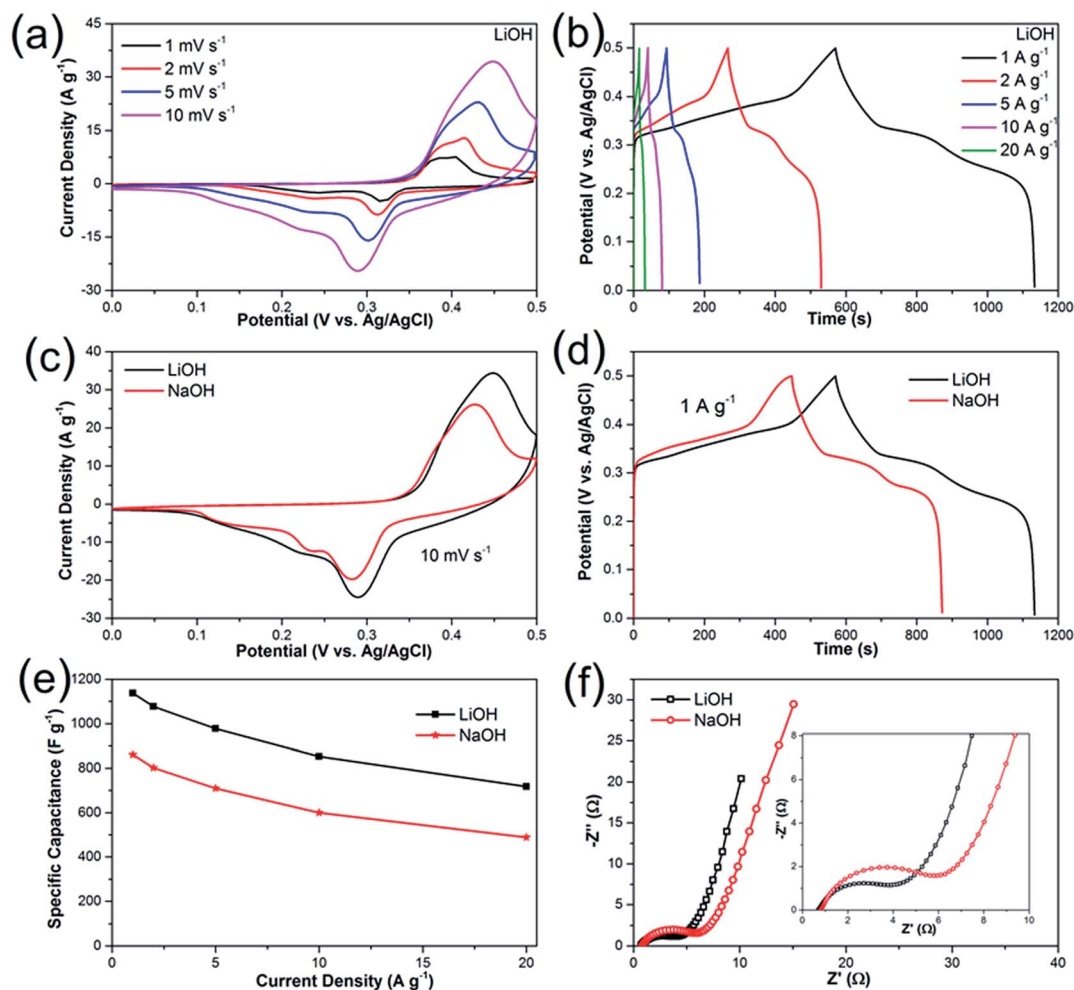 (a)
LiOH
1 mV s⁻¹
2 mV s⁻¹
5 mV s⁻¹
10 mV s⁻¹
Current Density (A g⁻¹)
45
30
15
0
-15
-30
0.0 0.1 0.2 0.3 0.4 0.5
Potential (V vs. Ag/AgCl)
(b)
LiOH
1 A g⁻¹
2 A g⁻¹
5 A g⁻¹
10 A g⁻¹
20 A g⁻¹
Potential (V vs. Ag/AgCl)
0.5
0.4
0.3
0.2
0.1
0.0
0 200 400 600 800 1000 1200
Time (s)
(c)
LiOH
NaOH
10 mV s⁻¹
Current Density (A g⁻¹)
40
30
20
10
0
-10
-20
-30
0.0 0.1 0.2 0.3 0.4 0.5
Potential (V vs. Ag/AgCl)
(d)
1 A g⁻¹
LiOH
NaOH
Potential (V vs. Ag/AgCl)
0.5
0.4
0.3
0.2
0.1
0.0
0 200 400 600 800 1000 1200
Time (s)
(e)
LiOH
NaOH
Specific Capacitance (F g⁻¹)
1200
1000
800
600
400
200
0
0 5 10 15 20
Current Density (A g⁻¹)
(f)
LiOH
NaOH
-Z'' (Ω)
30
25
20
15
10
5
0
0 10 20 30 40
Z' (Ω)
-Z'' (Ω)
8
6
4
2
0
2 4 6 8 10
Z' (Ω)